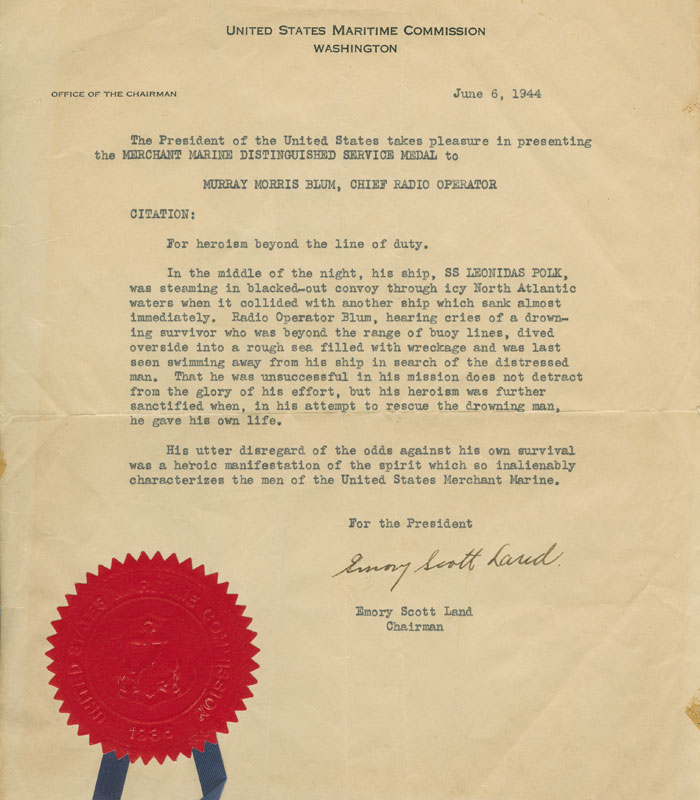 UNITED STATES MARITIME COMMISSION
WASHINGTON
OFFICE OF THE CHAIRMAN
June 6, 1944
The President of the United States takes pleasure in presenting
the MERCHANT MARINE DISTINGUISHED SERVICE MEDAL to
MURRAY MORRIS BLUM, CHIEF RADIO OPERATOR
CITATION:
For heroism beyond the line of duty.
In the middle of the night, his ship, SS LEONIDAS POLK,
was steaming in blacked-out convoy through icy North Atlantic
waters when it collided with another ship which sank almost
immediately. Radio Operator Blum, hearing cries of a drown-
ing survivor who was beyond the range of buoy lines, dived
overside into a rough sea filled with wreckage and was last
seen swimming away from his ship in search of the distressed
man. That he was unsuccessful in his mission does not detract
from the glory of his effort, but his heroism was further
sanctified when, in his attempt to rescue the drowning man,
he gave his own life.
His utter disregard of the odds against his own survival
was a heroic manifestation of the spirit which so inalienably
characterizes the men of the United States Merchant Marine.
For the President
Emory Scott Land
Emory Scott Land
Chairman
UNITED STATES MARITIME COMMISSION